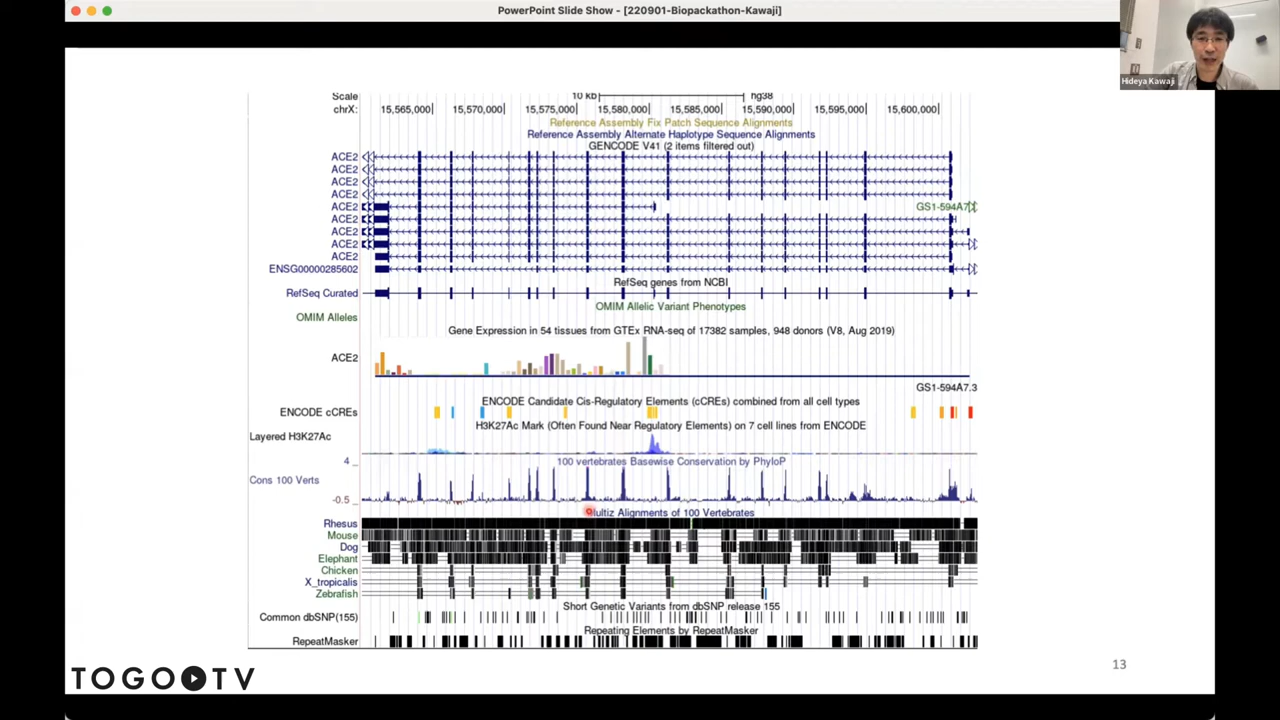 PowerPoint Slide Show - [220901-Biopackathon-Kawaji]
Hideya Kawaji
Scale 10 kb hg38
chrX: 15,565,000 15,570,000 15,575,000 15,580,000 15,585,000 15,590,000 15,595,000 15,600,000
Reference Assembly Fix Patch Sequence Alignments
Reference Assembly Alternate Haplotype Sequence Alignments
GENCODE V41 (2 items filtered out)
ACE2
ACE2
ACE2
ACE2
ACE2 GS1-594A7
ACE2
ACE2
ACE2
ACE2
ENSG00000285602
RefSeq genes from NCBI
RefSeq Curated
OMIM Allelic Variant Phenotypes
OMIM Alleles
Gene Expression in 54 tissues from GTEx RNA-seq of 17382 samples, 948 donors (V8, Aug 2019)
ACE2
GS1-594A7.3
ENCODE Candidate Cis-Regulatory Elements (cCREs) combined from all cell types
ENCODE cCREs
H3K27Ac Mark (Often Found Near Regulatory Elements) on 7 cell lines from ENCODE
Layered H3K27Ac
100 vertebrates Basewise Conservation by PhyloP
4 _
Cons 100 Verts
-0.5 _
ultiz Alignments of 100 Vertebrates
Rhesus
Mouse
Dog
Elephant
Chicken
X_tropicalis
Zebrafish
Short Genetic Variants from dbSNP release 155
Common dbSNP(155)
Repeating Elements by RepeatMasker
RepeatMasker
13
TOGO TV